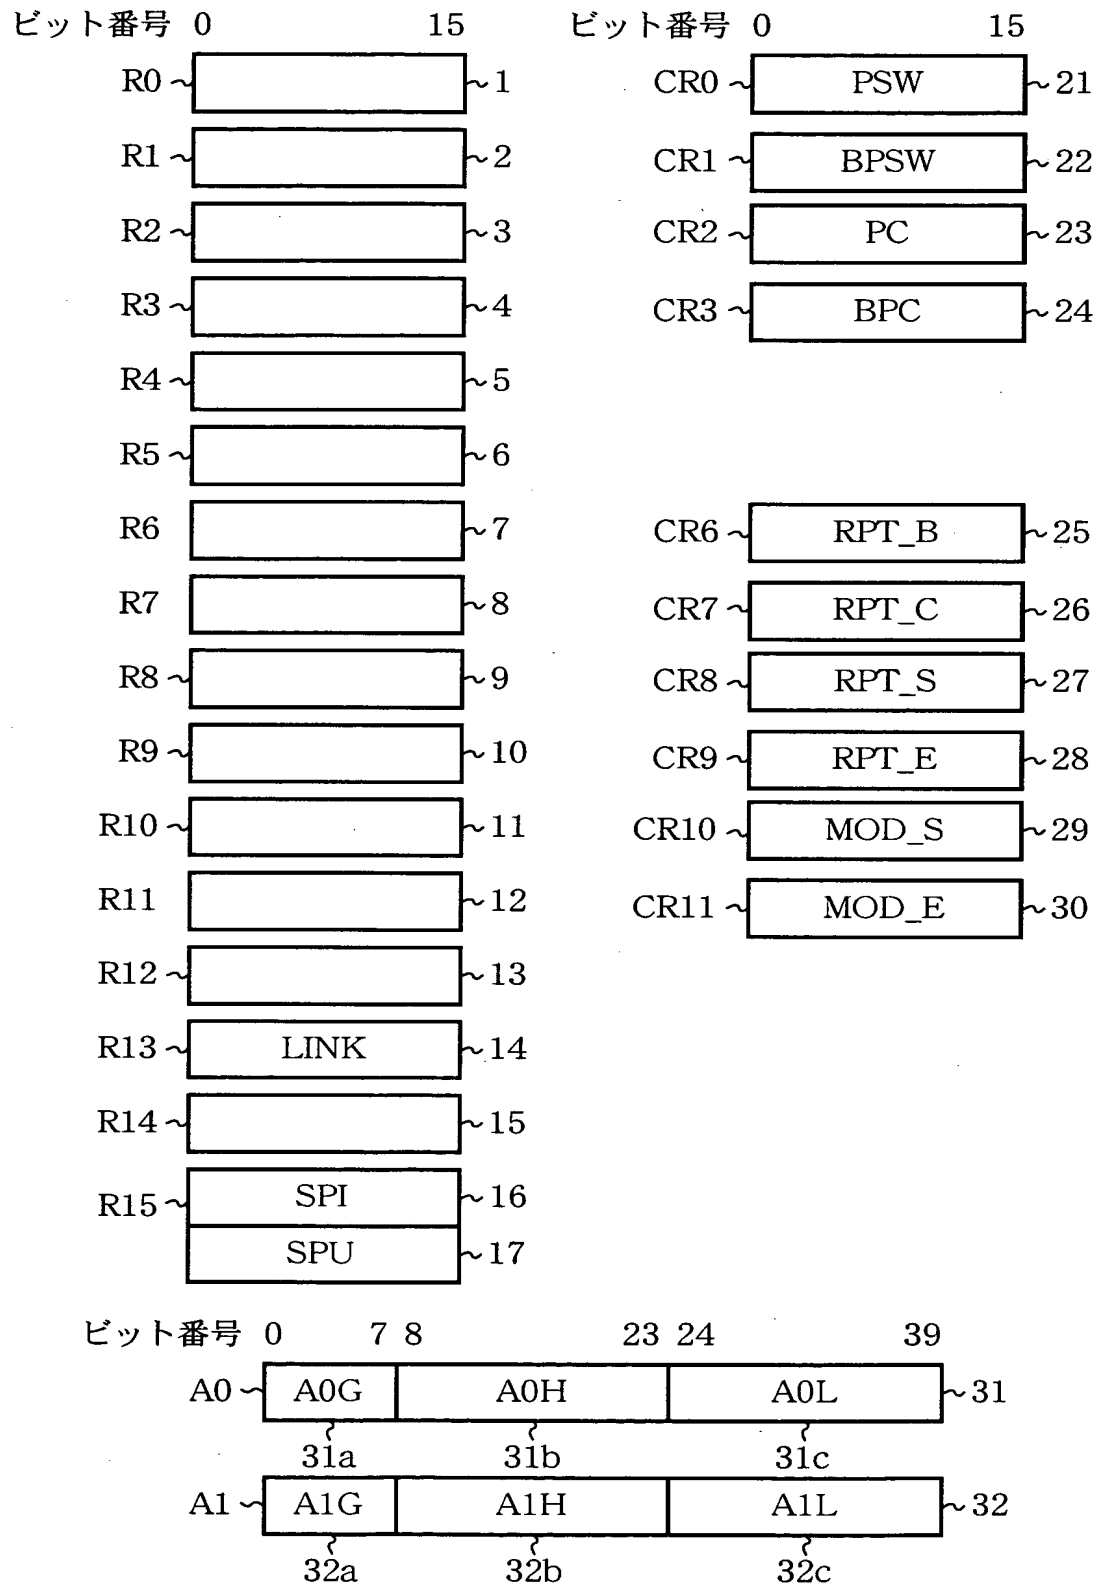 ビット番号 0 15
R0 1
R1 2
R2 3
R3 4
R4 5
R5 6
R6 7
R7 8
R8 9
R9 10
R10 11
R11 12
R12 13
R13 LINK 14
R14 15
R15 SPI 16
SPU 17
ビット番号 0 15
CR0 PSW 21
CR1 BPSW 22
CR2 PC 23
CR3 BPC 24
CR6 RPT_B 25
CR7 RPT_C 26
CR8 RPT_S 27
CR9 RPT_E 28
CR10 MOD_S 29
CR11 MOD_E 30
ビット番号 0 7 8 23 24 39
A0 A0G A0H A0L 31
31a 31b 31c
A1 A1G A1H A1L 32
32a 32b 32c